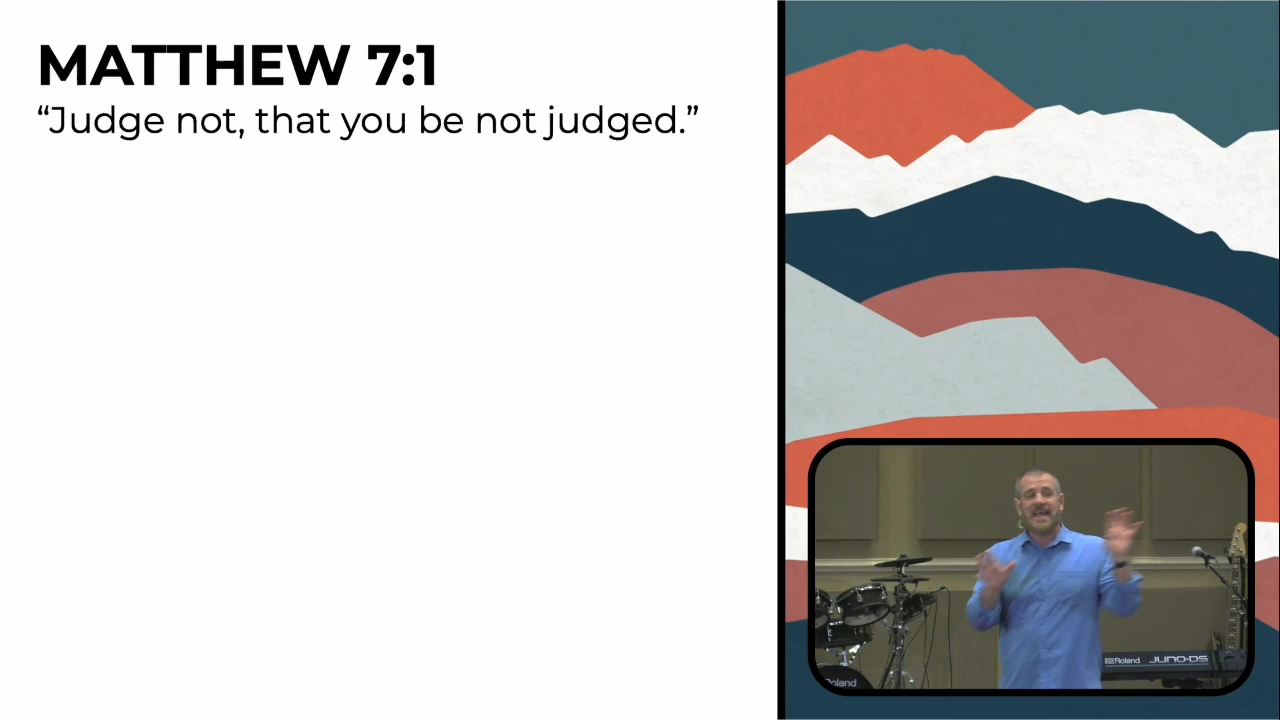 MATTHEW 7:1
“Judge not, that you be not judged.”
Roland JUNO-DS
Roland